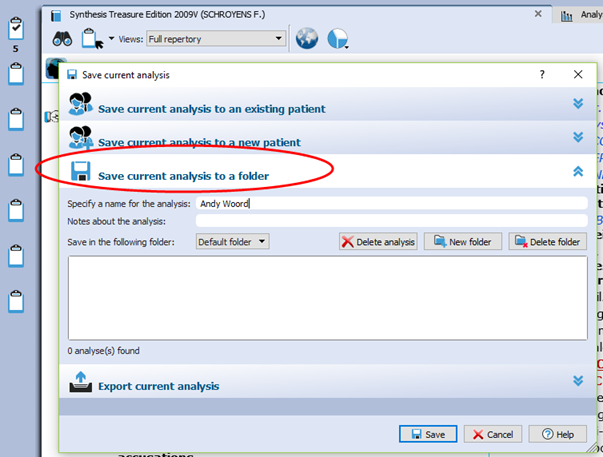 Synthesis Treasure Edition 2009V (SCHROYENS F.)
Analy
Views: Full repertory
5
Save current analysis
?
Save current analysis to an existing patient
Save current analysis to a new patient
Save current analysis to a folder
Specify a name for the analysis: Andy Woord
Notes about the analysis:
Save in the following folder: Default folder
Delete analysis New folder Delete folder
0 analyse(s) found
Export current analysis
Save Cancel Help
accusations